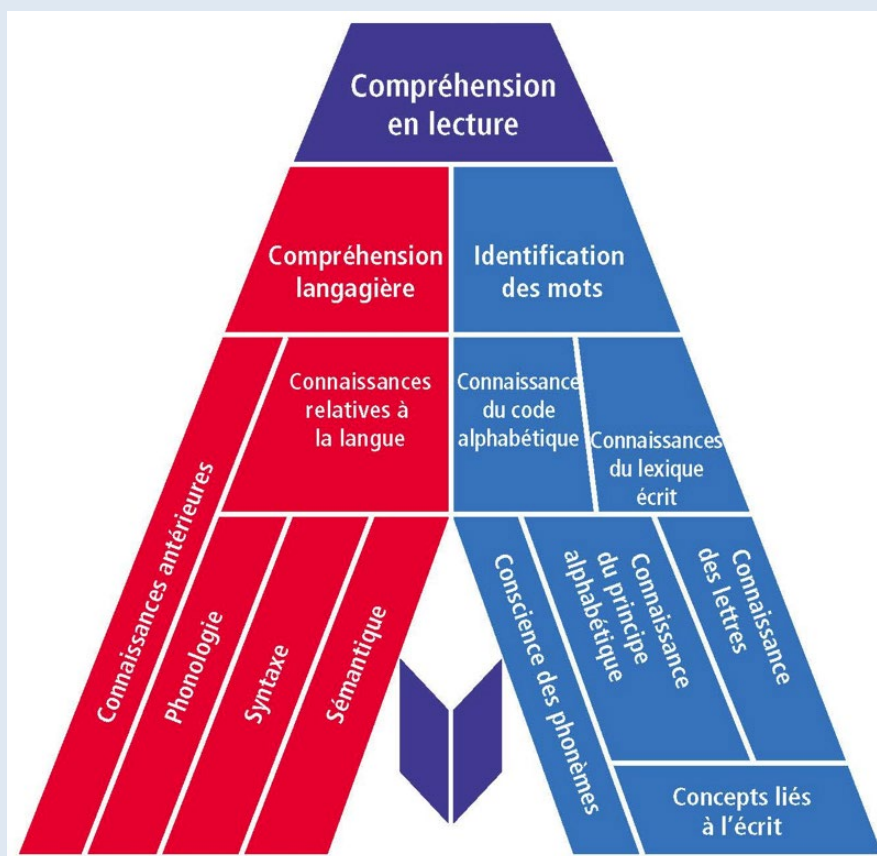 Compréhension
en lecture
Compréhension
langagière
Identification
des mots
Connaissances antérieures
Connaissances
relatives à
la langue
Connaissance
du code
alphabétique
Connaissances
du lexique
écrit
Phonologie
Syntaxe
Sémantique
Conscience des phonèmes
Connaissance
du principe
alphabétique
Connaissance
des lettres
Concepts liés
à l'écrit